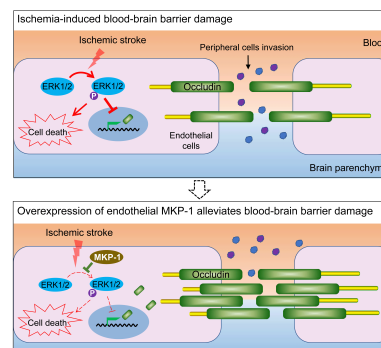 Ischemia-induced blood-brain barrier damage
Ischemic stroke
Peripheral cells invasion
Bloo
ERK1/2
ERK1/2
P
Occludin
Cell death
Endothelial
cells
Brain parenchym
Overexpression of endothelial MKP-1 alleviates blood-brain barrier damage
Ischemic stroke
MKP-1
Occludin
ERK1/2
ERK1/2
P
Cell death